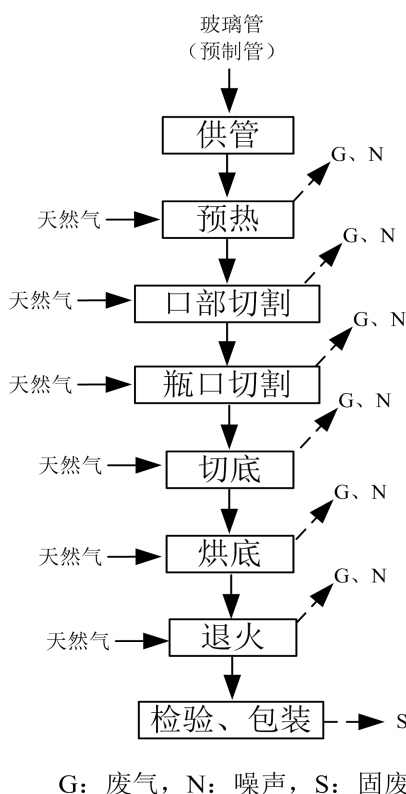 玻璃管
（预制管）
供管
G、N
天然气
预热
G、N
天然气
口部切割
G、N
天然气
瓶口切割
G、N
天然气
切底
G、N
天然气
烘底
G、N
天然气
退火
检验、包装
S
G：废气，N：噪声，S：固废